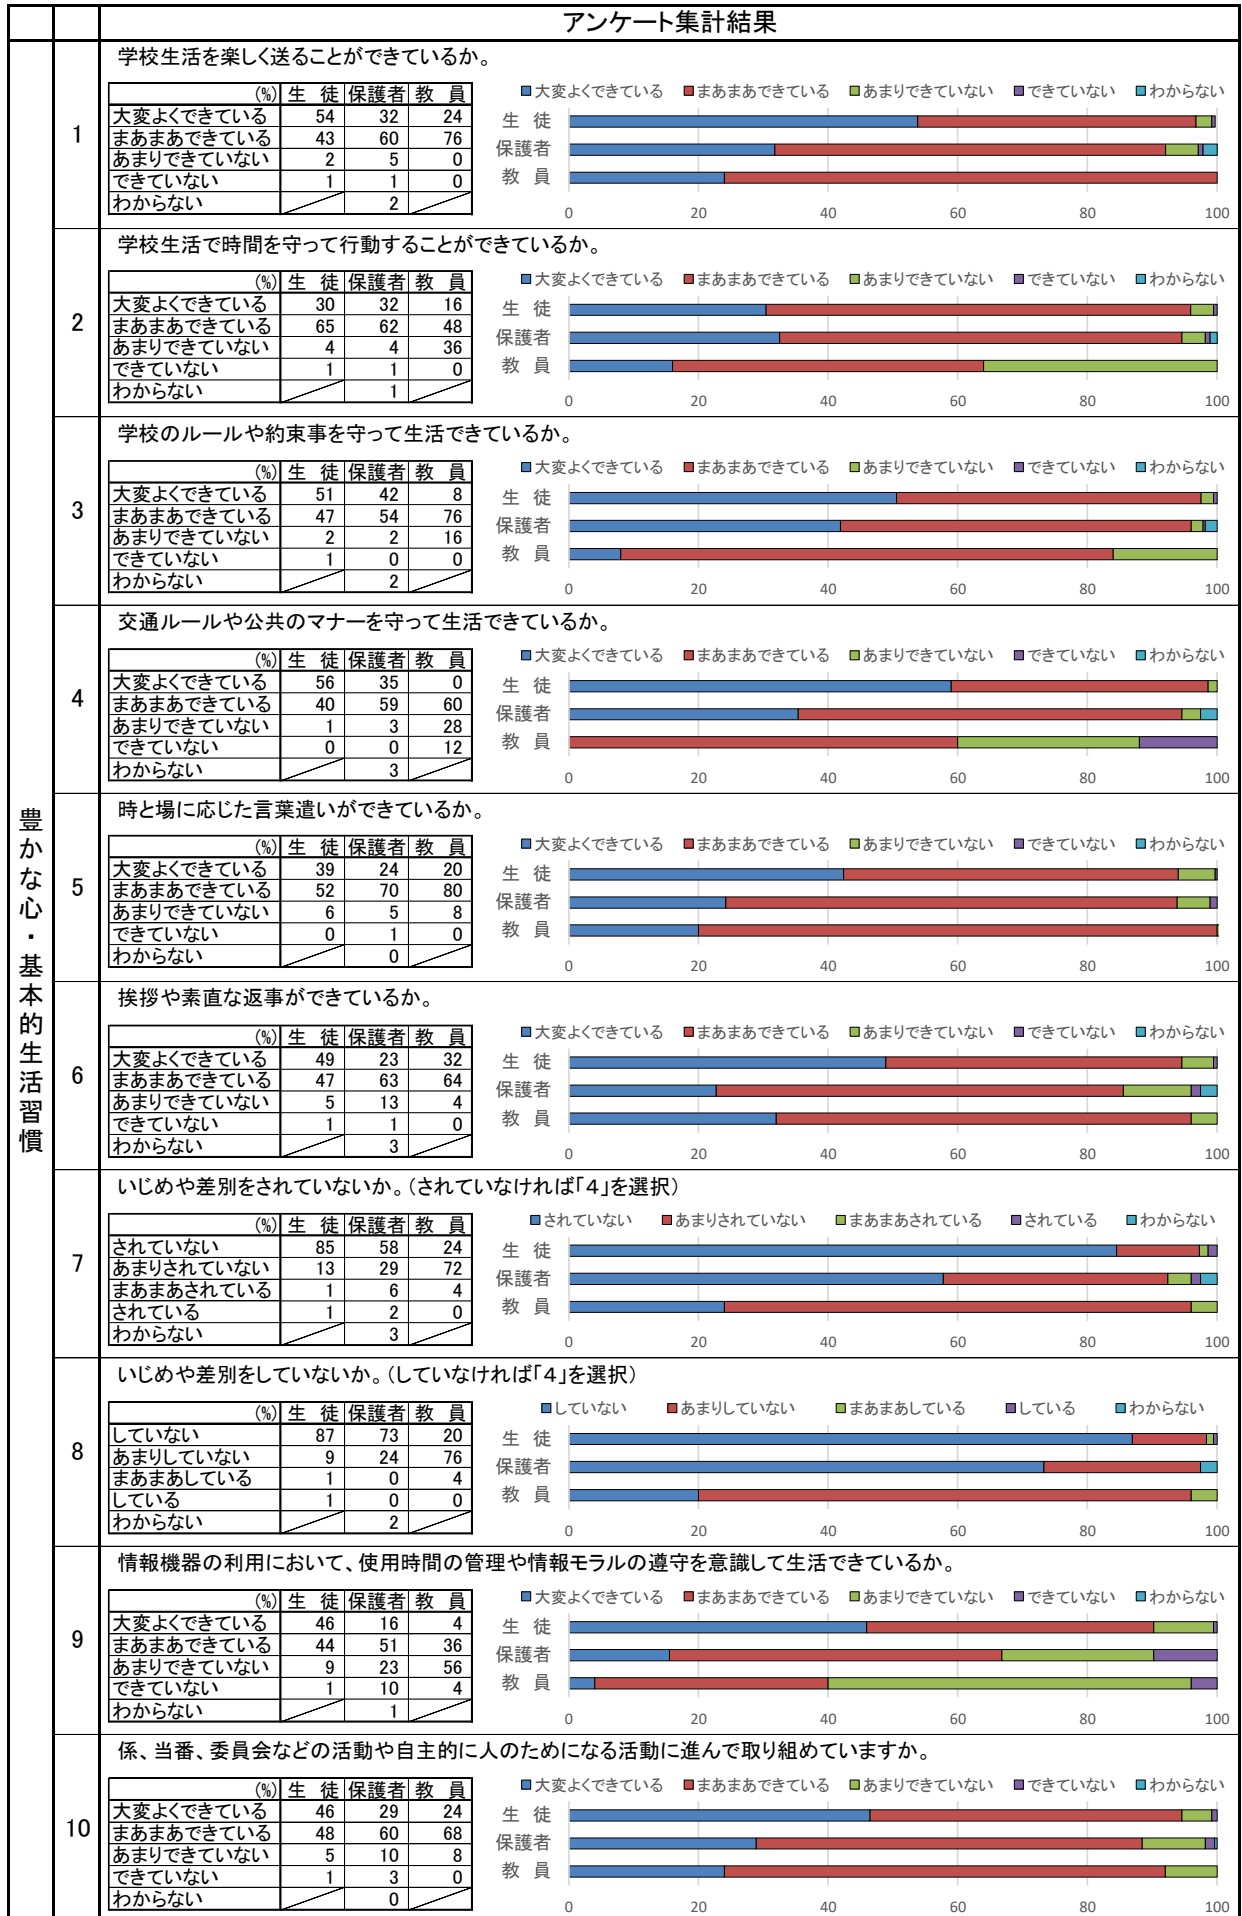 アンケート集計結果
豊かな心・基本的生活習慣
1
学校生活を楽しく送ることができているか。
(%) 生 徒 保護者 教 員
大変よくできている 54 32 24
まあまあできている 43 60 76
あまりできていない 2 5 0
できていない 1 1 0
わからない 2
大変よくできている まあまあできている あまりできていない できていない わからない
生 徒
保護者
教 員
0 20 40 60 80 100
2
学校生活で時間を守って行動することができているか。
(%) 生 徒 保護者 教 員
大変よくできている 30 32 16
まあまあできている 65 62 48
あまりできていない 4 4 36
できていない 1 1 0
わからない 1
大変よくできている まあまあできている あまりできていない できていない わからない
生 徒
保護者
教 員
0 20 40 60 80 100
3
学校のルールや約束事を守って生活できているか。
(%) 生 徒 保護者 教 員
大変よくできている 51 42 8
まあまあできている 47 54 76
あまりできていない 2 2 16
できていない 1 0 0
わからない 2
大変よくできている まあまあできている あまりできていない できていない わからない
生 徒
保護者
教 員
0 20 40 60 80 100
4
交通ルールや公共のマナーを守って生活できているか。
(%) 生 徒 保護者 教 員
大変よくできている 56 35 0
まあまあできている 40 59 60
あまりできていない 1 3 28
できていない 0 0 12
わからない 3
大変よくできている まあまあできている あまりできていない できていない わからない
生 徒
保護者
教 員
0 20 40 60 80 100
5
時と場に応じた言葉遣いができているか。
(%) 生 徒 保護者 教 員
大変よくできている 39 24 20
まあまあできている 52 70 80
あまりできていない 6 5 8
できていない 0 1 0
わからない 0
大変よくできている まあまあできている あまりできていない できていない わからない
生 徒
保護者
教 員
0 20 40 60 80 100
6
挨拶や素直な返事ができているか。
(%) 生 徒 保護者 教 員
大変よくできている 49 23 32
まあまあできている 47 63 64
あまりできていない 5 13 4
できていない 1 1 0
わからない 3
大変よくできている まあまあできている あまりできていない できていない わからない
生 徒
保護者
教 員
0 20 40 60 80 100
7
いじめや差別をされていないか。(されていなければ「4」を選択)
(%) 生 徒 保護者 教 員
されていない 85 58 24
あまりされていない 13 29 72
まあまあされている 1 6 4
されている 1 2 0
わからない 3
されていない あまりされていない まあまあされている されている わからない
生 徒
保護者
教 員
0 20 40 60 80 100
8
いじめや差別をしていないか。(していなければ「4」を選択)
(%) 生 徒 保護者 教 員
していない 87 73 20
あまりしていない 9 24 76
まあまあしている 1 0 4
している 1 0 0
わからない 2
していない あまりしていない まあまあしている している わからない
生 徒
保護者
教 員
0 20 40 60 80 100
9
情報機器の利用において、使用時間の管理や情報モラルの遵守を意識して生活できているか。
(%) 生 徒 保護者 教 員
大変よくできている 46 16 4
まあまあできている 44 51 36
あまりできていない 9 23 56
できていない 1 10 4
わからない 1
大変よくできている まあまあできている あまりできていない できていない わからない
生 徒
保護者
教 員
0 20 40 60 80 100
10
係、当番、委員会などの活動や自主的に人のためになる活動に進んで取り組めていますか。
(%) 生 徒 保護者 教 員
大変よくできている 46 29 24
まあまあできている 48 60 68
あまりできていない 5 10 8
できていない 1 3 0
わからない 0
大変よくできている まあまあできている あまりできていない できていない わからない
生 徒
保護者
教 員
0 20 40 60 80 100